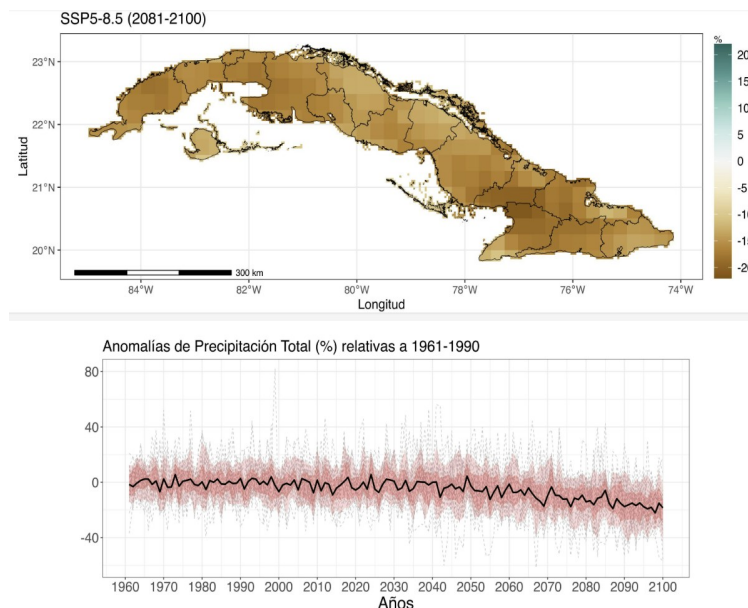 SSP5-8.5 (2081-2100)
%
20
15
10
5
0
-5
-10
-15
-20
23°N
22°N
21°N
20°N
Latitud
300 km
84°W 82°W 80°W 78°W 76°W 74°W
Longitud
Anomalías de Precipitación Total (%) relativas a 1961-1990
80
40
0
-40
1960 1970 1980 1990 2000 2010 2020 2030 2040 2050 2060 2070 2080 2090 2100
Años